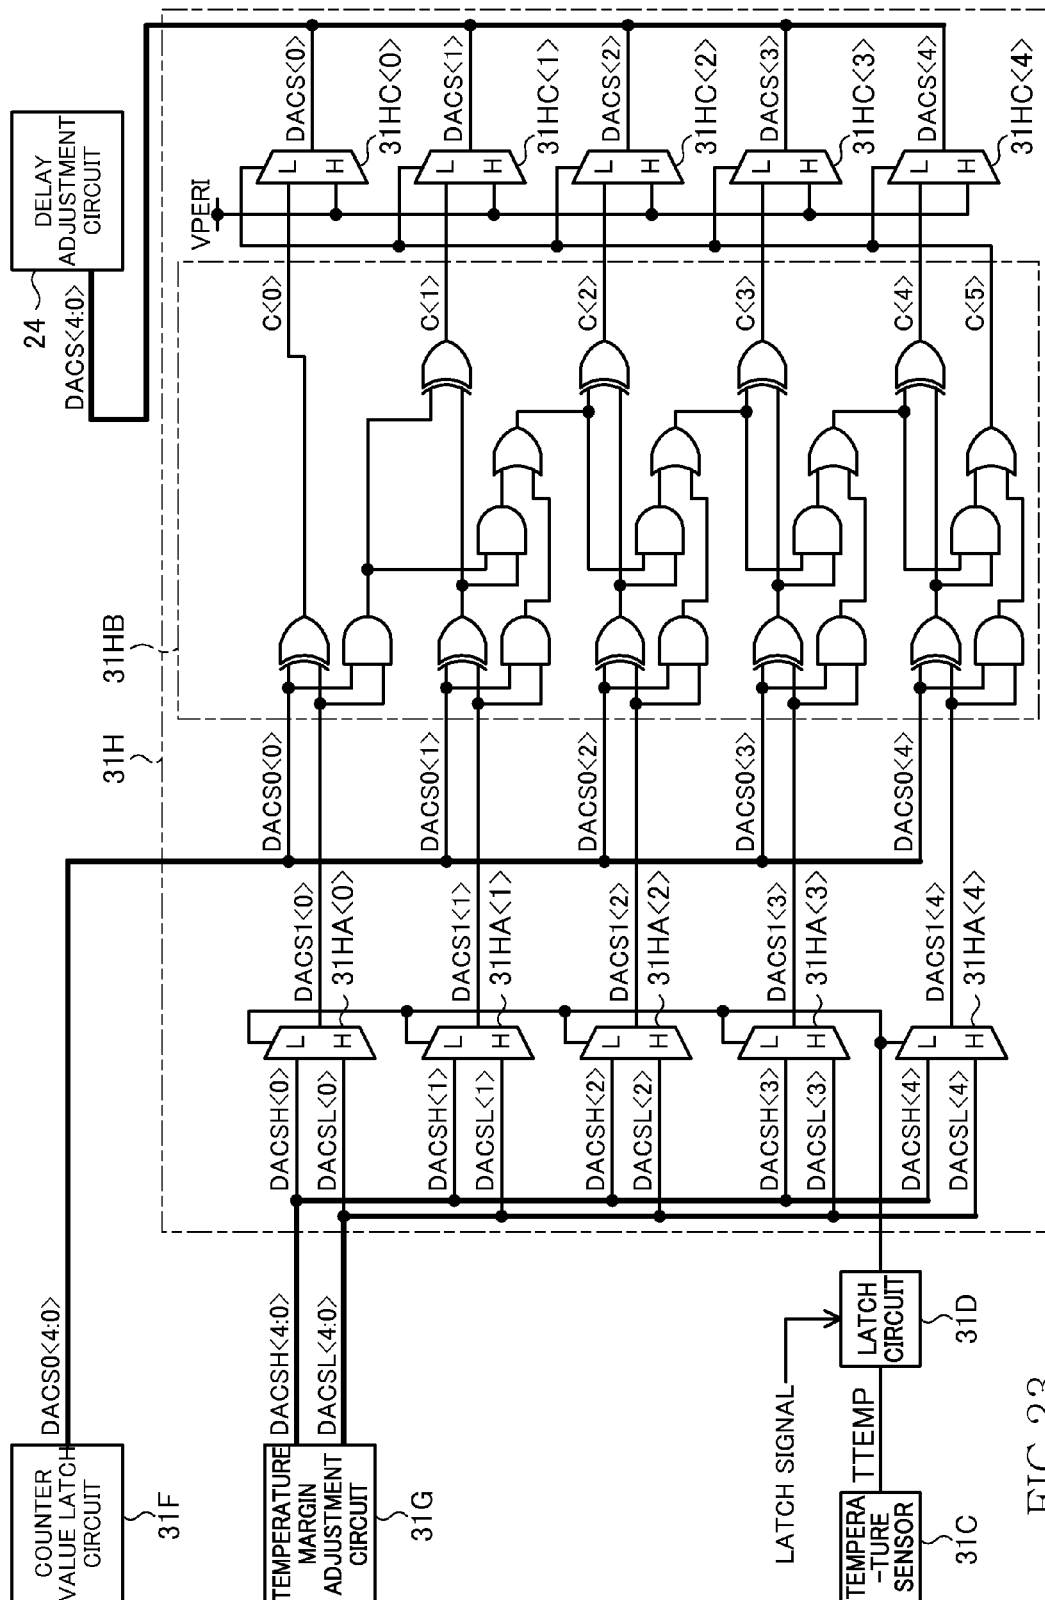 COUNTER
VALUE LATCH
CIRCUIT
31F
DACS0<4:0>
TEMPERATURE
MARGIN
ADJUSTMENT
CIRCUIT
31G
DACSH<4:0>
DACSL<4:0>
TEMPERA
-TURE
SENSOR
31C
TTEMP
LATCH SIGNAL
LATCH
CIRCUIT
31D
31H
31HB
DACSH<0>
DACSL<0>
DACSH<1>
DACSL<1>
DACSH<2>
DACSL<2>
DACSH<3>
DACSL<3>
DACSH<4>
DACSL<4>
L
H
L
H
L
H
L
H
L
H
DACS1<0>
31HA<0>
DACS1<1>
31HA<1>
DACS1<2>
31HA<2>
DACS1<3>
31HA<3>
DACS1<4>
31HA<4>
DACS0<0>
DACS0<1>
DACS0<2>
DACS0<3>
DACS0<4>
C<0>
C<1>
C<2>
C<3>
C<4>
C<5>
VPERI
L
H
L
H
L
H
L
H
L
H
DACS<0>
31HC<0>
DACS<1>
31HC<1>
DACS<2>
31HC<2>
DACS<3>
31HC<3>
DACS<4>
31HC<4>
DELAY
ADJUSTMENT
CIRCUIT
24
DACS<4:0>
FIG.23